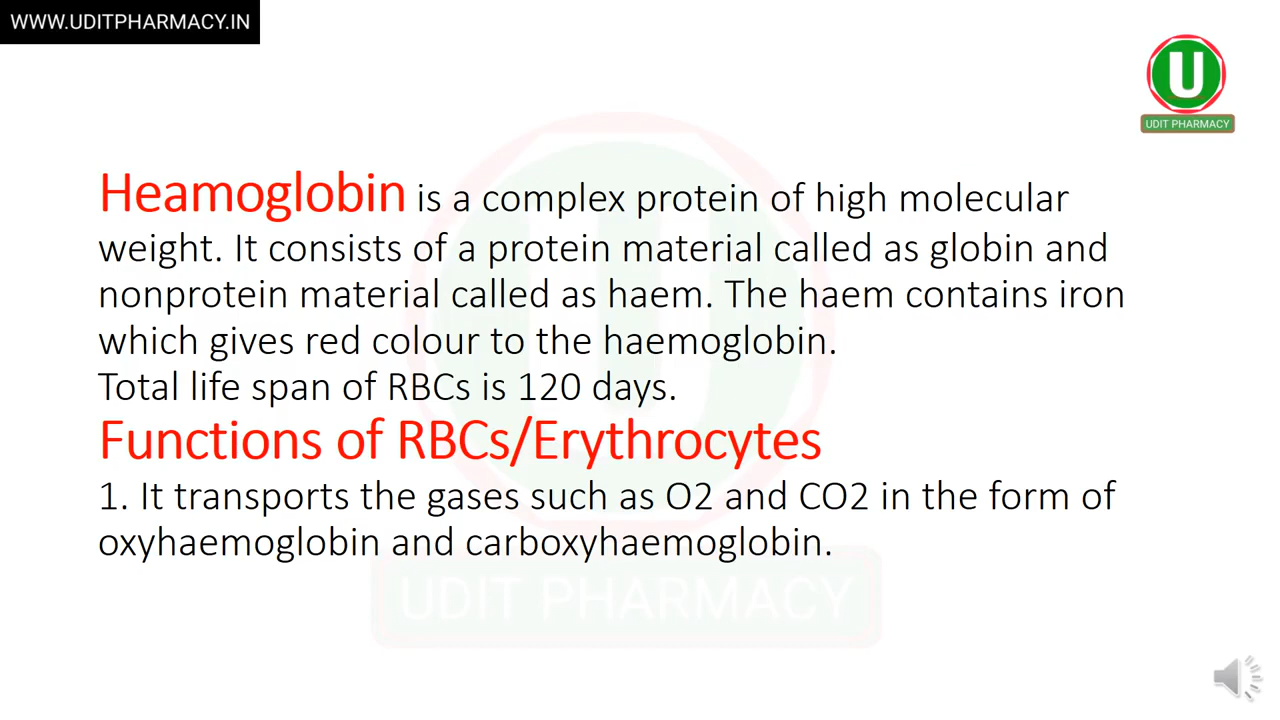 WWW.UDITPHARMACY.IN
U
UDIT PHARMACY
Heamoglobin is a complex protein of high molecular
weight. It consists of a protein material called as globin and
nonprotein material called as haem. The haem contains iron
which gives red colour to the haemoglobin.
Total life span of RBCs is 120 days.
Functions of RBCs/Erythrocytes
1. It transports the gases such as O2 and CO2 in the form of
oxyhaemoglobin and carboxyhaemoglobin.
U
UDIT PHARMACY